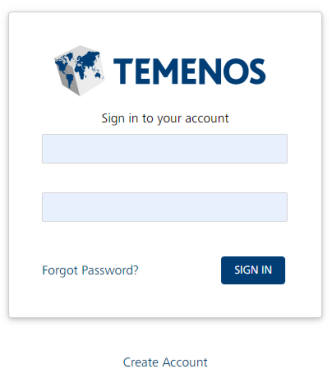 TEMENOS
Sign in to your account
Forgot Password?
SIGN IN
Create Account